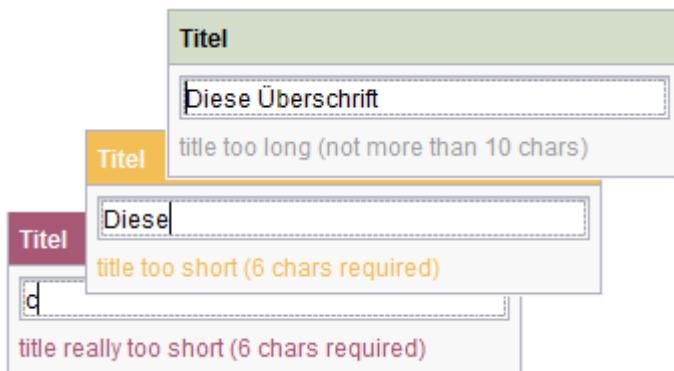 Titel
Diese Überschrift
title too long (not more than 10 chars)
Titel
Diese
title too short (6 chars required)
Titel
c
title really too short (6 chars required)